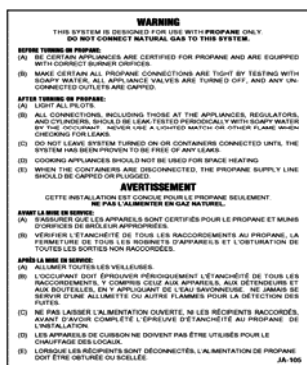 WARNING
THIS SYSTEM IS DESIGNED FOR USE WITH PROPANE ONLY.
DO NOT CONNECT NATURAL GAS TO THIS SYSTEM.
BEFORE TURNING ON PROPANE:
(A) BE CERTAIN APPLIANCES ARE CERTIFIED FOR PROPANE AND ARE EQUIPPED
WITH CORRECT BURNER ORIFICES.
(B) MAKE CERTAIN ALL PROPANE CONNECTIONS ARE TIGHT BY TESTING WITH
SOAPY WATER, ALL APPLIANCE VALVES ARE TURNED OFF, AND ANY UN-
CONNECTED OUTLETS ARE CAPPED.
AFTER TURNING ON PROPANE:
(A) LIGHT ALL PILOTS.
(B) ALL CONNECTIONS, INCLUDING THOSE AT THE APPLIANCES, REGULATORS,
AND CYLINDERS, SHOULD BE LEAK-TESTED PERIODICALLY WITH SOAPY WATER
BY THE OCCUPANT. NEVER USE A LIGHTED MATCH OR OTHER FLAME WHEN
CHECKING FOR LEAKS.
(C) DO NOT LEAVE SYSTEM TURNED ON OR CONTAINERS CONNECTED UNTIL THE
SYSTEM HAS BEEN PROVEN TO BE FREE OF ANY LEAKS.
(D) COOKING APPLIANCES SHOULD NOT BE USED FOR SPACE HEATING
(E) WHEN THE CONTAINERS ARE DISCONNECTED, THE PROPANE SUPPLY LINE
SHOULD BE CAPPED OR PLUGGED.
AVERTISSEMENT
CETTE INSTALLATION EST CONÇUE POUR LE PROPANE SEULEMENT.
NE PAS L'ALIMENTER EN GAZ NATUREL.
AVANT LA MISE EN SERVICE:
(A) S'ASSURER QUE LES APPAREILS SONT CERTIFIÉS POUR LE PROPANE ET MUNIS
D'ORIFICES DE BRÛLEUR APPROPRIÉES.
(B) VÉRIFIER L'ÉTANCHÉITÉ DE TOUS LES RACCORDEMENTS AU PROPANE, LA
FERMETURE DE TOUS LES ROBINETS D'APPAREILS ET L'OBTURATION DE
TOUTES LES SORTIES NON RACCORDÉES.
APRÈS LA MISE EN SERVICE:
(A) ALLUMER TOUTES LES VEILLEUSES.
(B) L'OCCUPANT DOIT ÉPROUVER PÉRIODIQUEMENT L'ÉTANCHÉITÉ DE TOUS LES
RACCORDEMENTS, Y COMPRIS CEUX AUX APPAREILS, AUX DÉTENDEURS ET
AUX BOUTEILLES, EN Y APPLIQUANT DE L'EAU SAVONNEUSE. NE JAMAIS SE
SERVIR D'UNE ALLUMETTE OU AUTRE FLAMMES POUR LA DÉTECTION DES
FUITES.
(C) NE PAS LAISSER L'ALIMENTATION OUVERTE, NI LES RÉCIPIENTS RACCORDÉS,
AVANT D'AVOIR COMPLÉTÉ L'ÉPREUVE D'ÉTANCHÉITÉ AU PROPANE DE
L'INSTALLATION.
(D) LES APPAREILS DE CUISSON NE DOIVENT PAS ÊTRE UTILISÉS POUR LE
CHAUFFAGE DES LOCAUX.
(E) LORSQUE LES RÉCIPIENTS SONT DÉCONNECTÉS, L'ALIMENTATION DE PROPANE
DOIT ÊTRE OBTURÉE OU SCELLÉE.
JA-105